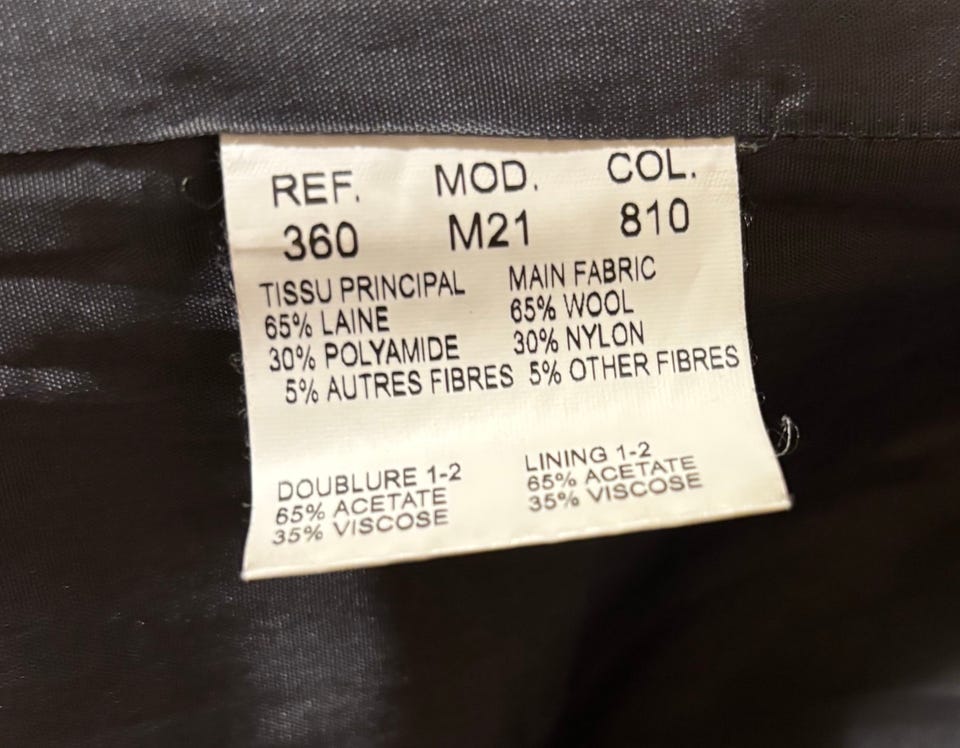 REF. MOD. COL.
360 M21 810
TISSU PRINCIPAL MAIN FABRIC
65% LAINE 65% WOOL
30% POLYAMIDE 30% NYLON
5% AUTRES FIBRES 5% OTHER FIBRES
DOUBLURE 1-2 LINING 1-2
65% ACETATE 65% ACETATE
35% VISCOSE 35% VISCOSE